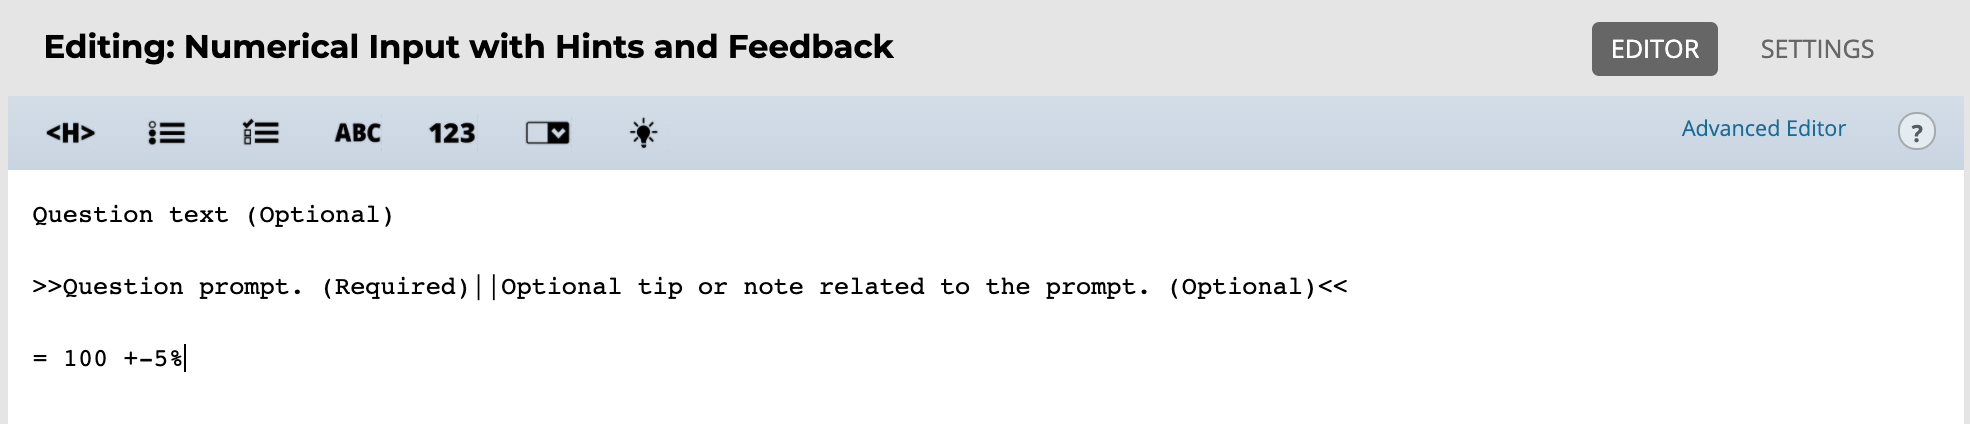 Editing: Numerical Input with Hints and Feedback EDITOR SETTINGS
<H> ABC 123 Advanced Editor ?
Question text (Optional)
>>Question prompt. (Required)||Optional tip or note related to the prompt. (Optional)<<
= 100 +-5%